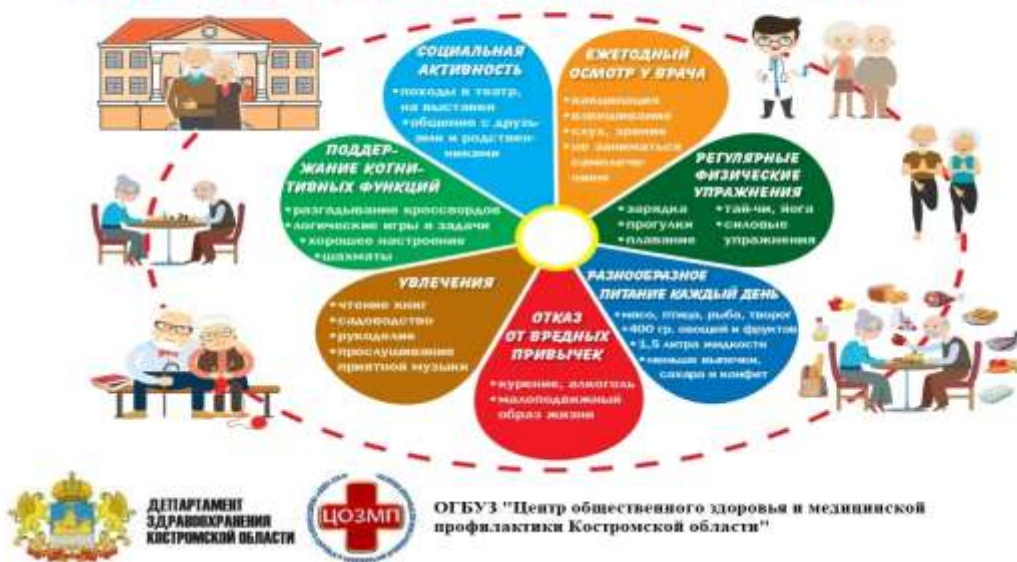 СОЦИАЛЬНАЯ
АКТИВНОСТЬ
•походы в театр,
на выставки
•общение с друзь-
ями и родствен-
никами
ЕЖЕГОДНЫЙ
ОСМОТР У ВРАЧА
•вакцинация
•взвешивание
•слух, зрение
•не заниматься
самолече-
нием
ПОДДЕР-
ЖАНИЕ КОГНИ-
ТИВНЫХ ФУНКЦИЙ
•разгадывание кроссвордов
•логические игры и задачи
•хорошее настроение
•шахматы
РЕГУЛЯРНЫЕ
ФИЗИЧЕСКИЕ
УПРАЖНЕНИЯ
•зарядка
•прогулки
•плавание
•тай-чи, йога
•силовые
упражнения
УВЛЕЧЕНИЯ
•чтение книг
•садоводство
•рукоделие
•прослушивание
приятной музыки
ОТКАЗ
ОТ ВРЕДНЫХ
ПРИВЫЧЕК
•курение, алкоголь
•малоподвижный
образ жизни
РАЗНООБРАЗНОЕ
ПИТАНИЕ КАЖДЫЙ ДЕНЬ
•мясо, птица, рыба, творог
•400 гр. овощей и фруктов
•1,5 литра жидкости
•меньше выпечки,
сахара и конфет
ДЕПАРТАМЕНТ
ЗДРАВООХРАНЕНИЯ
КОСТРОМСКОЙ ОБЛАСТИ
ЦОЗМП
ОГБУЗ "Центр общественного здоровья и медицинской
профилактики Костромской области"